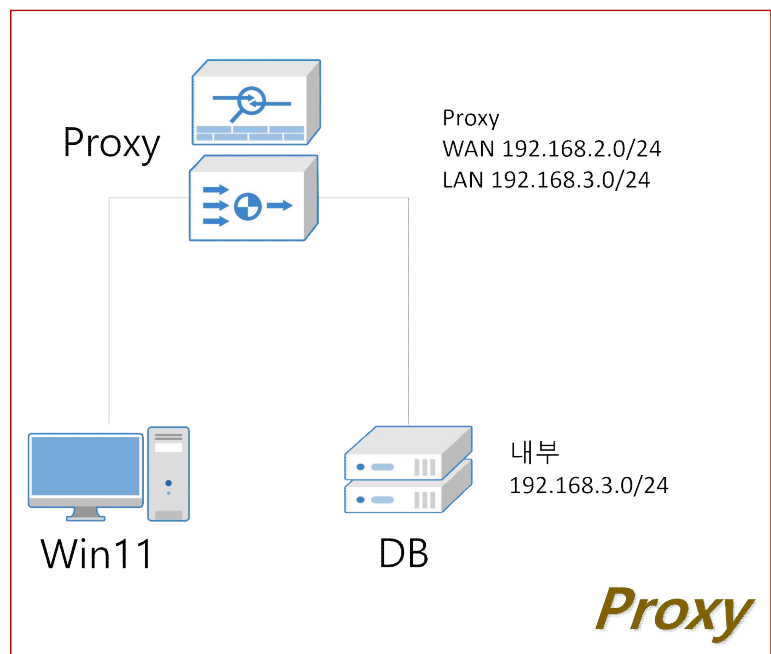 Proxy
Proxy
WAN 192.168.2.0/24
LAN 192.168.3.0/24
내부
192.168.3.0/24
Win11
DB
Proxy